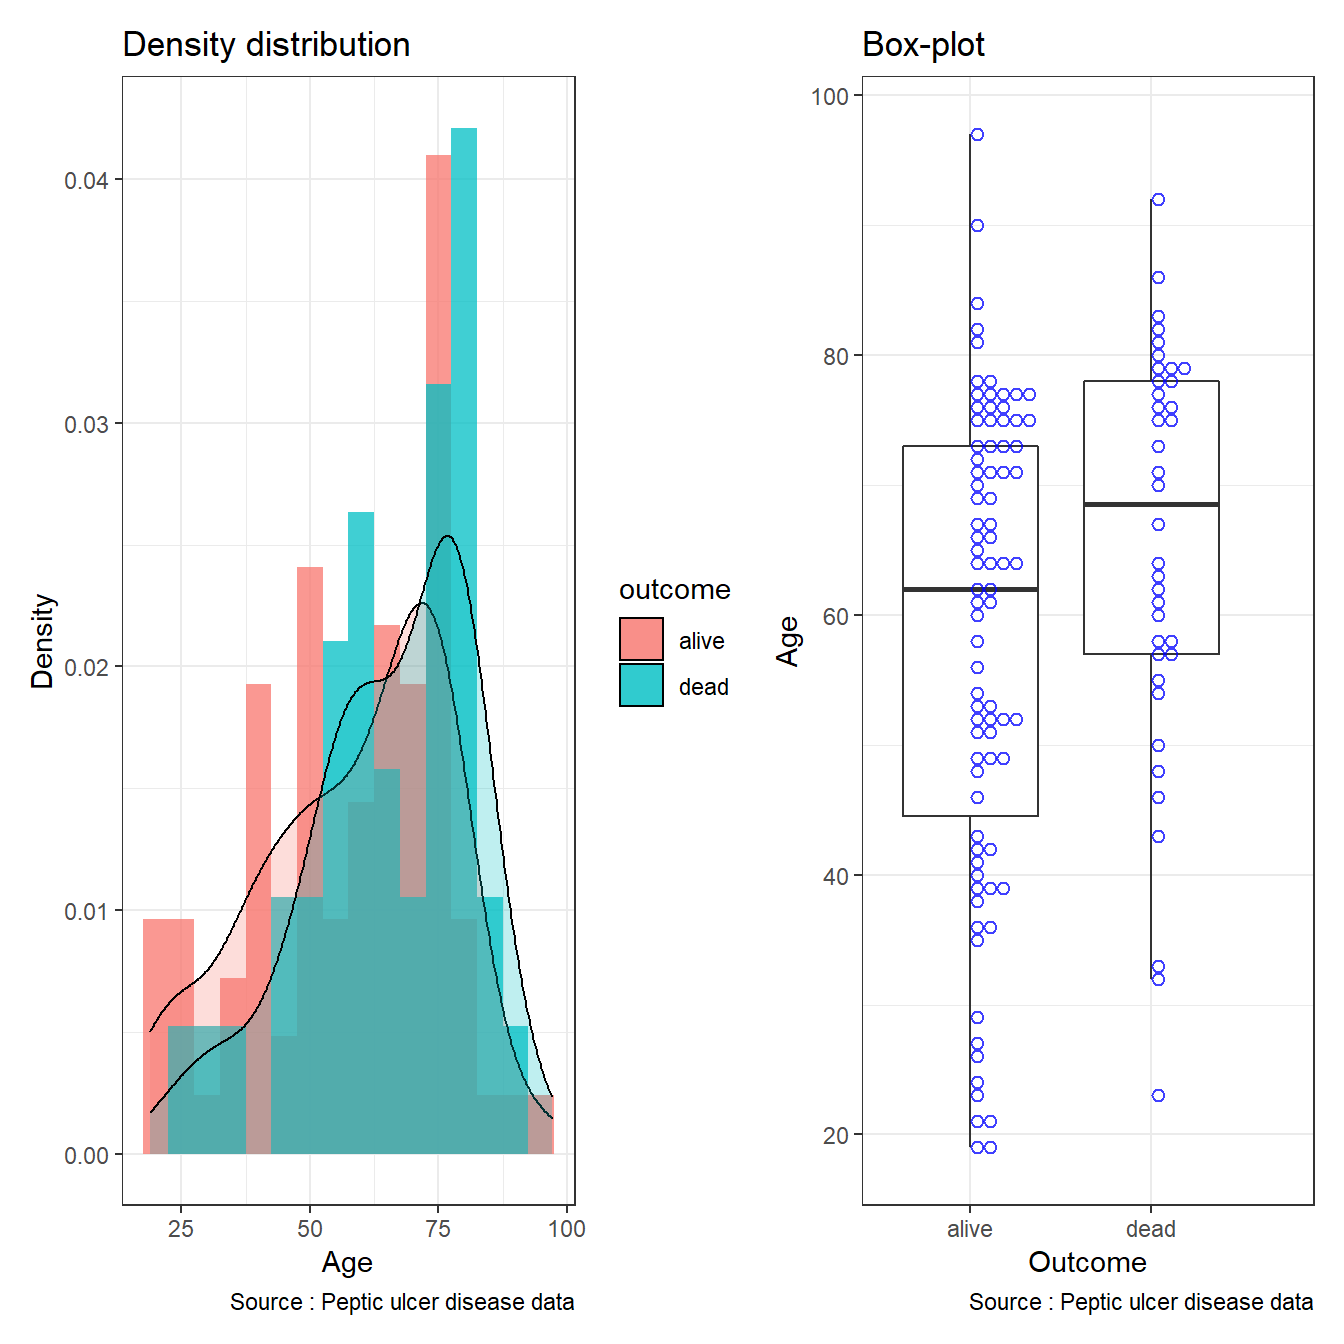 Density distribution
Density
0.04
0.03
0.02
0.01
0.00
25 50 75 100
Age
Source : Peptic ulcer disease data
outcome
alive
dead
Box-plot
Age
100
80
60
40
20
alive dead
Outcome
Source : Peptic ulcer disease data